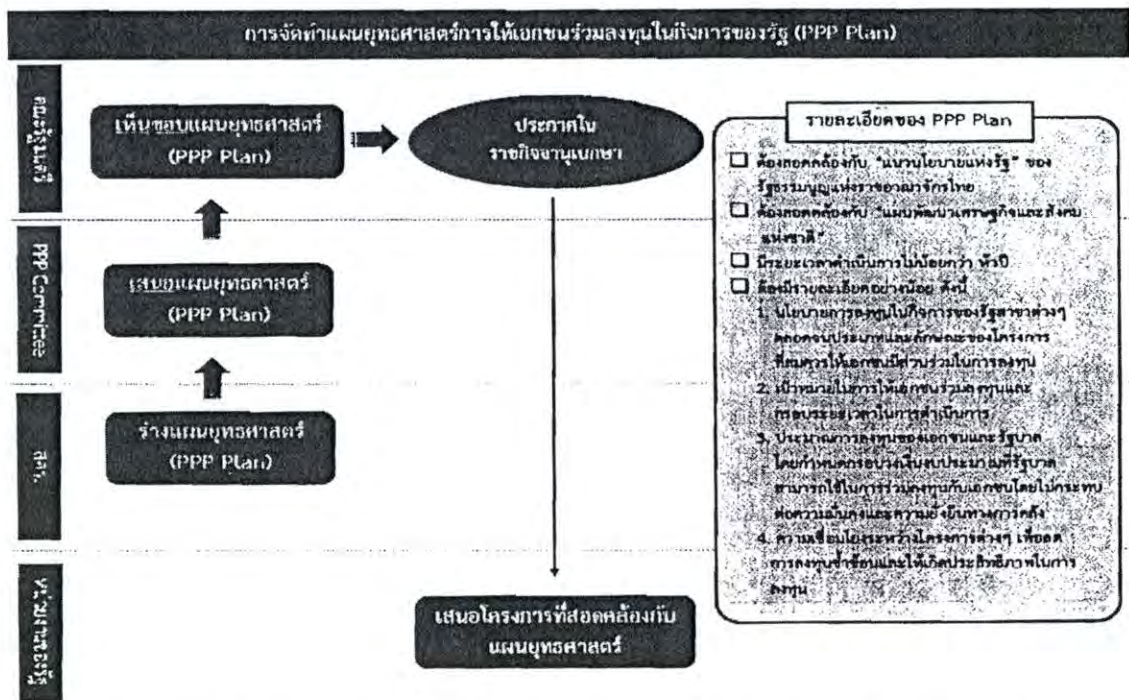 การจัดทำแผนยุทธศาสตร์การให้เอกชนร่วมลงทุนในกิจการของรัฐ (PPP Plan)
คณะรัฐมนตรี
เห็นชอบแผนยุทธศาสตร์
(PPP Plan)
ประกาศใน
ราชกิจจานุเบกษา
PPP Committee
เสนอแผนยุทธศาสตร์
(PPP Plan)
สคร.
ร่างแผนยุทธศาสตร์
(PPP Plan)
หน่วยงานของรัฐ
เสนอโครงการที่สอดคล้องกับ
แผนยุทธศาสตร์
รายละเอียดของ PPP Plan
ต้องสอดคล้องกับ "แนวนโยบายแห่งรัฐ" ของ
รัฐธรรมนูญแห่งราชอาณาจักรไทย
ต้องสอดคล้องกับ "แผนพัฒนาเศรษฐกิจและสังคม
แห่งชาติ"
มีระยะเวลาดำเนินการไม่น้อยกว่า ห้าปี
ต้องมีรายละเอียดอย่างน้อย ดังนี้
1. นโยบายการลงทุนในกิจการของรัฐสาขาต่างๆ
ตลอดจนประเภทและลักษณะของโครงการ
ที่สมควรให้เอกชนมีส่วนร่วมในการลงทุน
2. เป้าหมายในการให้เอกชนร่วมลงทุนและ
กรอบระยะเวลาในการดำเนินการ
3. ประมาณการลงทุนของเอกชนและรัฐบาล
โดยกำหนดกรอบวงเงินงบประมาณที่รัฐบาล
สามารถใช้ในการร่วมลงทุนกับเอกชนโดยไม่กระทบ
ต่อความมั่นคงและความยั่งยืนทางการคลัง
4. ความเชื่อมโยงระหว่างโครงการต่างๆ เพื่อลด
การลงทุนซ้ำซ้อนและให้เกิดประสิทธิภาพในการ
ลงทุน